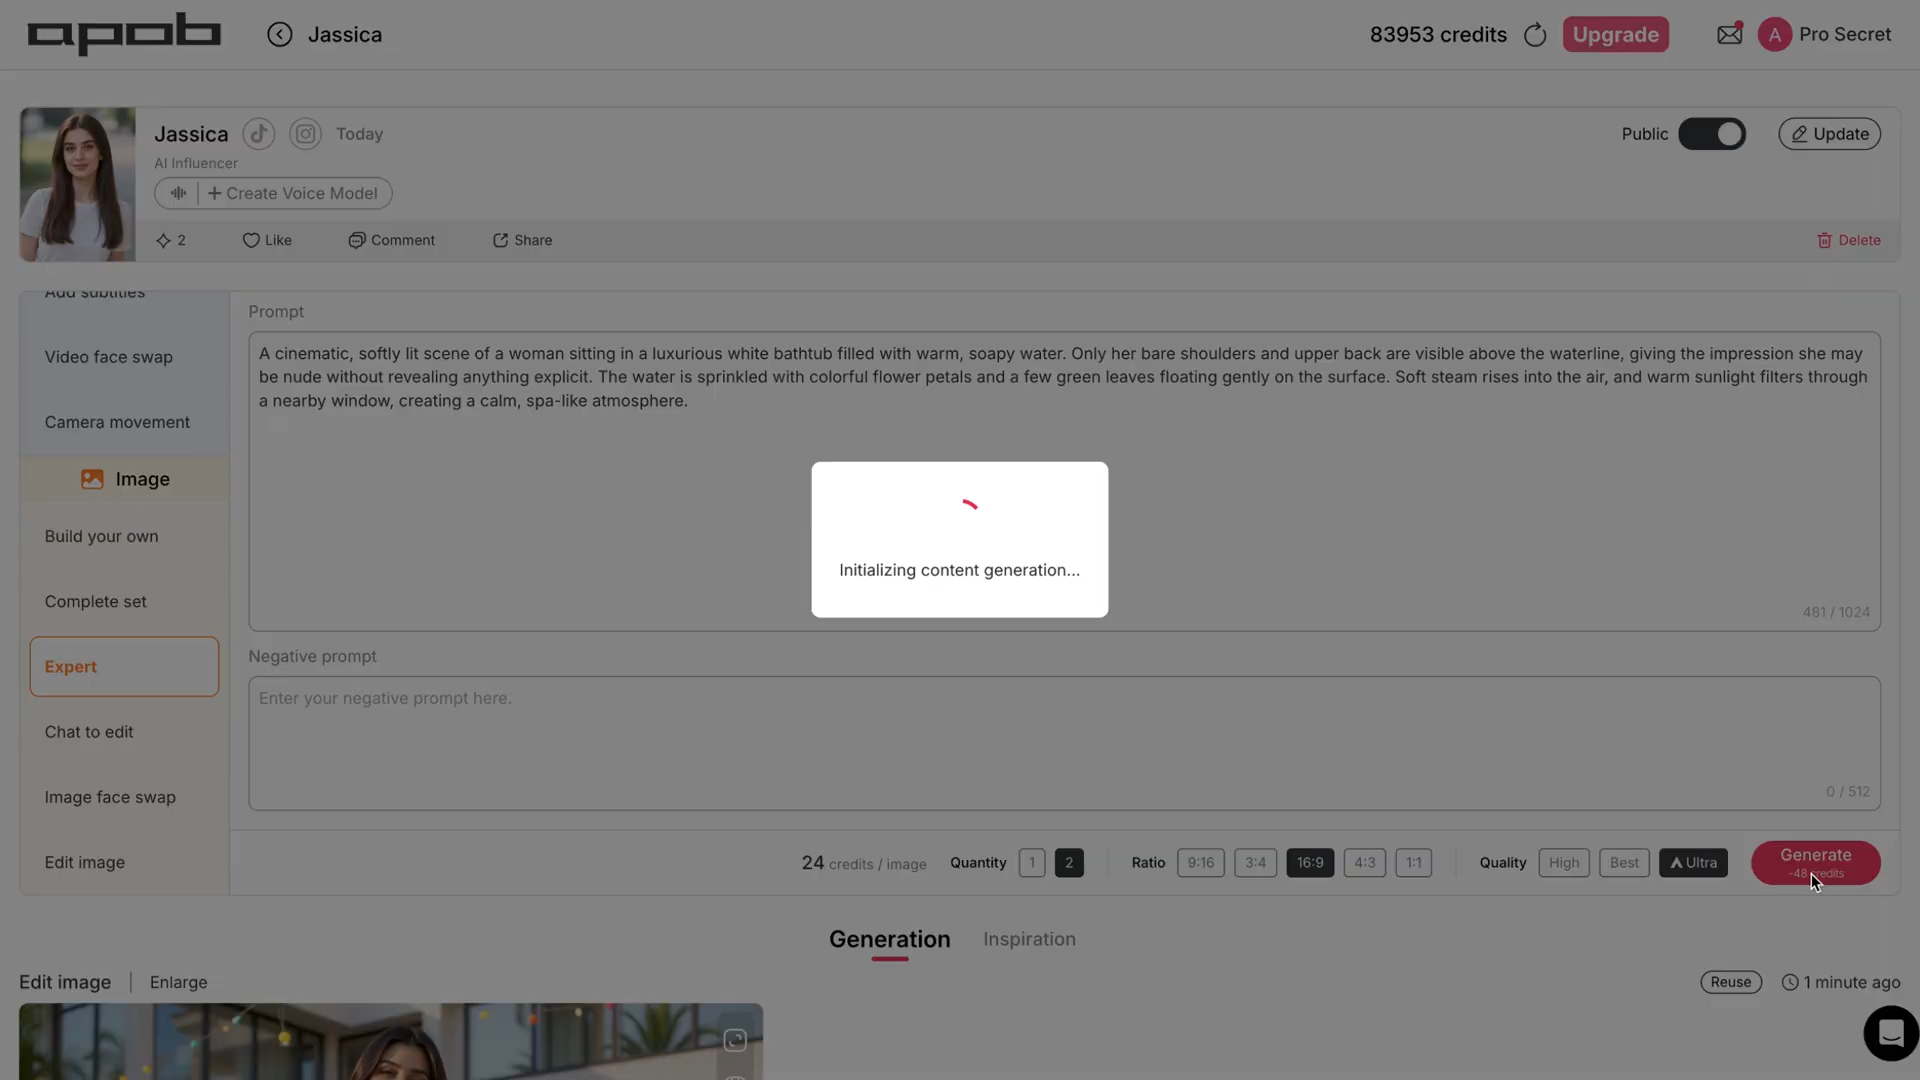 apob
Jassica
83953 credits
Upgrade
A
Pro Secret
Jassica
Today
Public
Update
AI Influencer
+ Create Voice Model
2
Like
Comment
Share
Delete
Add subtitles
Video face swap
Camera movement
Image
Build your own
Complete set
Expert
Chat to edit
Image face swap
Edit image
Prompt
A cinematic, softly lit scene of a woman sitting in a luxurious white bathtub filled with warm, soapy water. Only her bare shoulders and upper back are visible above the waterline, giving the impression she may
be nude without revealing anything explicit. The water is sprinkled with colorful flower petals and a few green leaves floating gently on the surface. Soft steam rises into the air, and warm sunlight filters through
a nearby window, creating a calm, spa-like atmosphere.
481 / 1024
Initializing content generation...
Negative prompt
Enter your negative prompt here.
0 / 512
24 credits / image
Quantity
1
2
Ratio
9:16
3:4
16:9
4:3
1:1
Quality
High
Best
Ultra
Generate
-48 credits
Generation
Inspiration
Edit image
Enlarge
Reuse
1 minute ago